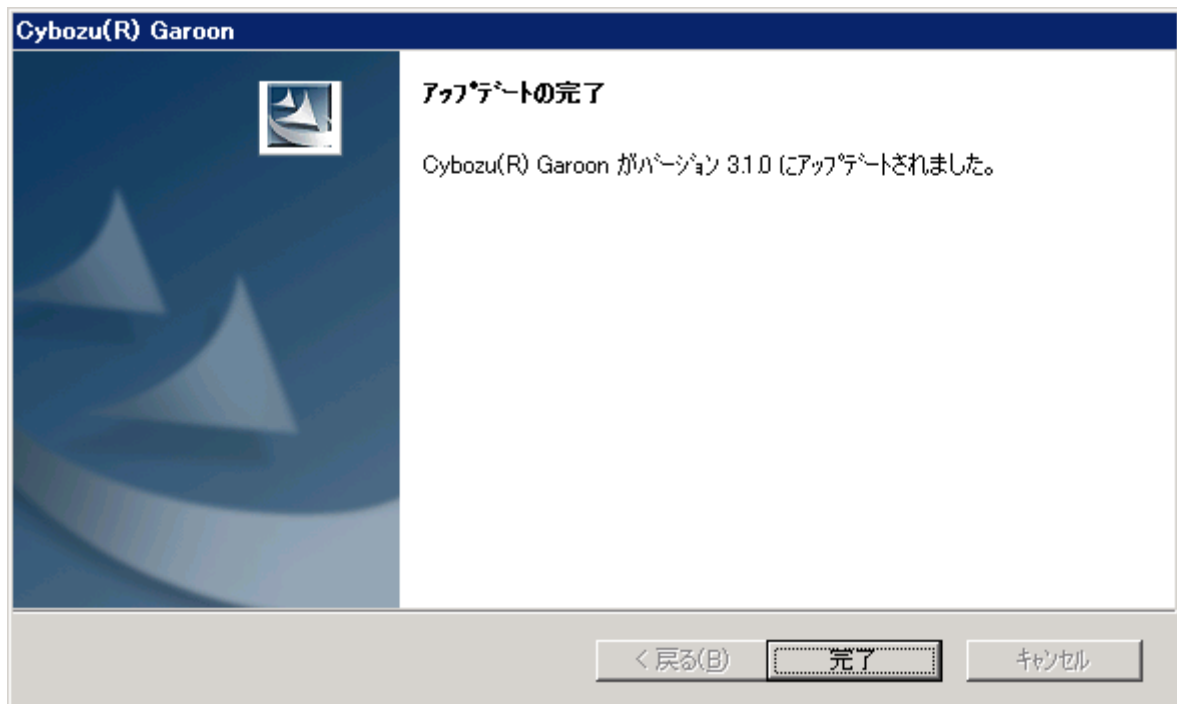 Cybozu(R) Garoon
アップデートの完了
Cybozu(R) Garoon がバージョン 3.1.0 にアップデートされました。
< 戻る(B)
完了
キャンセル